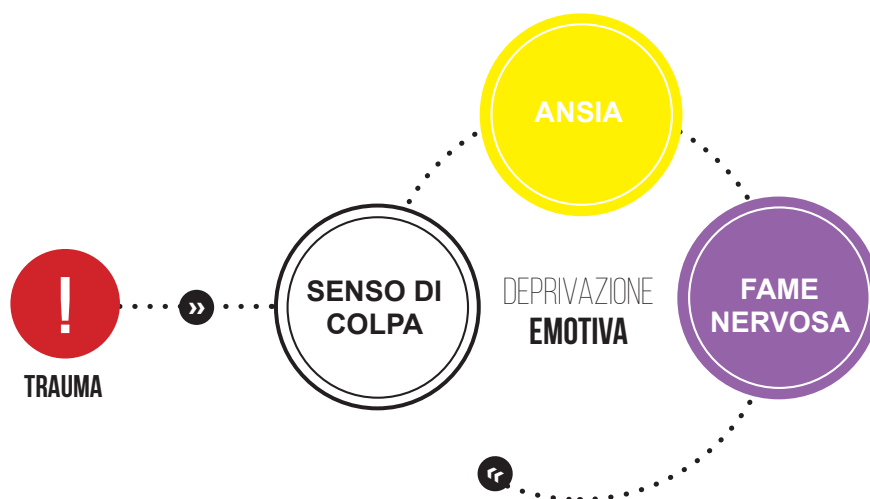 !
TRAUMA
SENSO DI
COLPA
ANSIA
DEPRIVAZIONE
EMOTIVA
FAME
NERVOSA